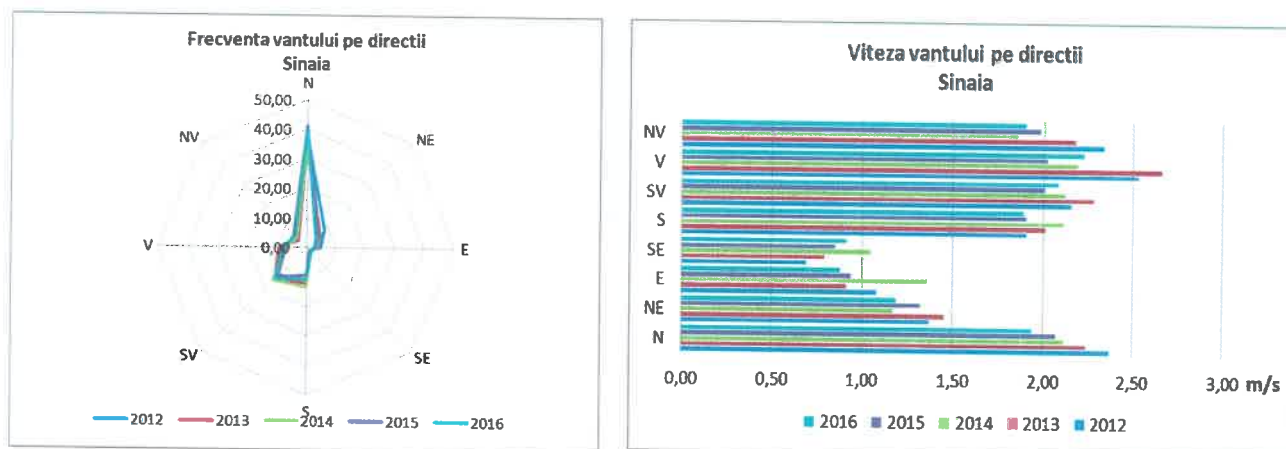 Frecventa vantului pe directii
Sinaia
N
50,00
40,00
30,00
20,00
10,00
0,00
NV
NE
V
E
SV
SE
S
2012 2013 2014 2015 2016
Viteza vantului pe directii
Sinaia
NV
V
SV
S
SE
E
NE
N
0,00 0,50 1,00 1,50 2,00 2,50 3,00 m/s
2016 2015 2014 2013 2012